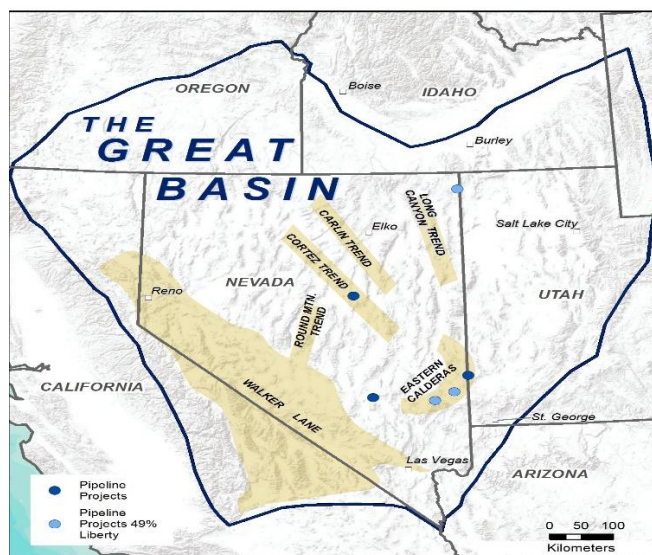 OREGON
Boise
IDAHO
THE
GREAT
BASIN
Burley
LONG
CANYON TREND
CARLIN TREND
Elko
Salt Lake City
CORTEZ TREND
NEVADA
Reno
UTAH
ROUND MTN.
TREND
EASTERN
CALDERAS
CALIFORNIA
WALKER LANE
St. George
Las Vegas
ARIZONA
Pipeline
Projects
Pipeline
Projects 49%
Liberty
0 50 100
Kilometers